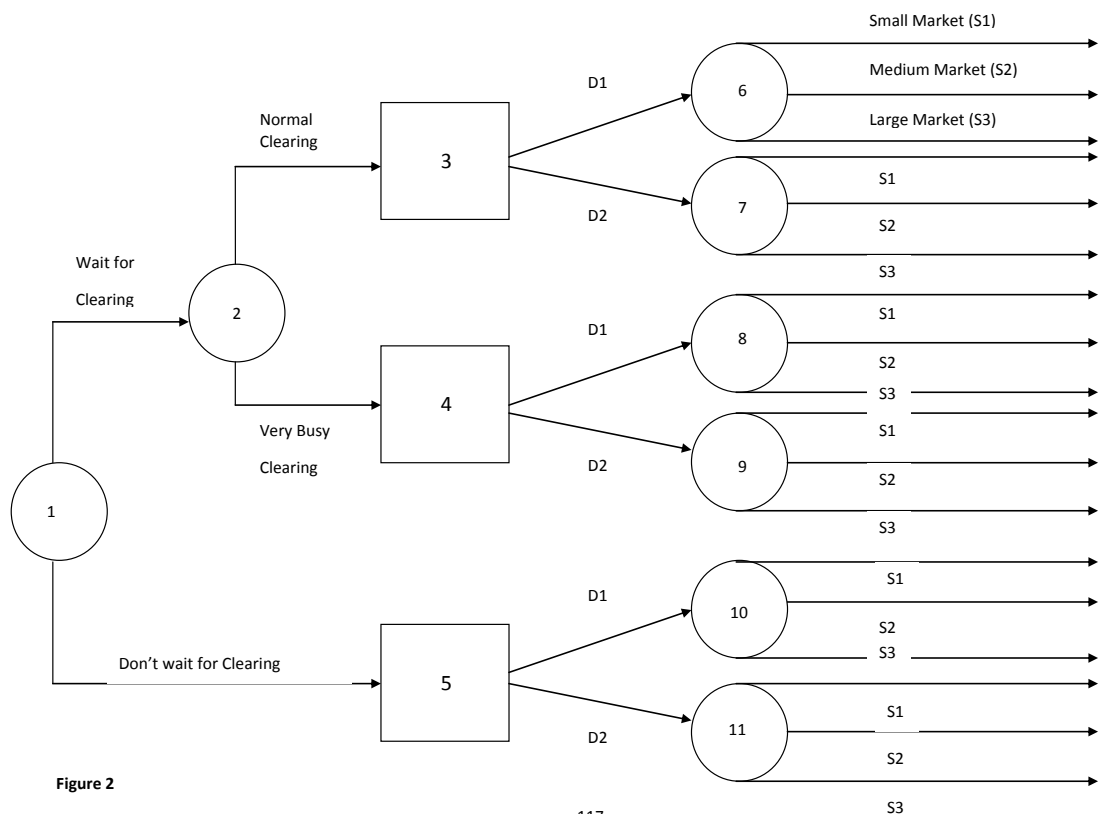 Small Market (S1)
D1
6
Medium Market (S2)
Normal
Clearing
Large Market (S3)
3
S1
7
D2
S2
Wait for
S3
Clearing
2
S1
D1
8
S2
S3
4
Very Busy
S1
Clearing
D2
9
S2
1
S3
S1
D1
10
S2
S3
Don't wait for Clearing
5
S1
11
D2
S2
Figure 2
S3